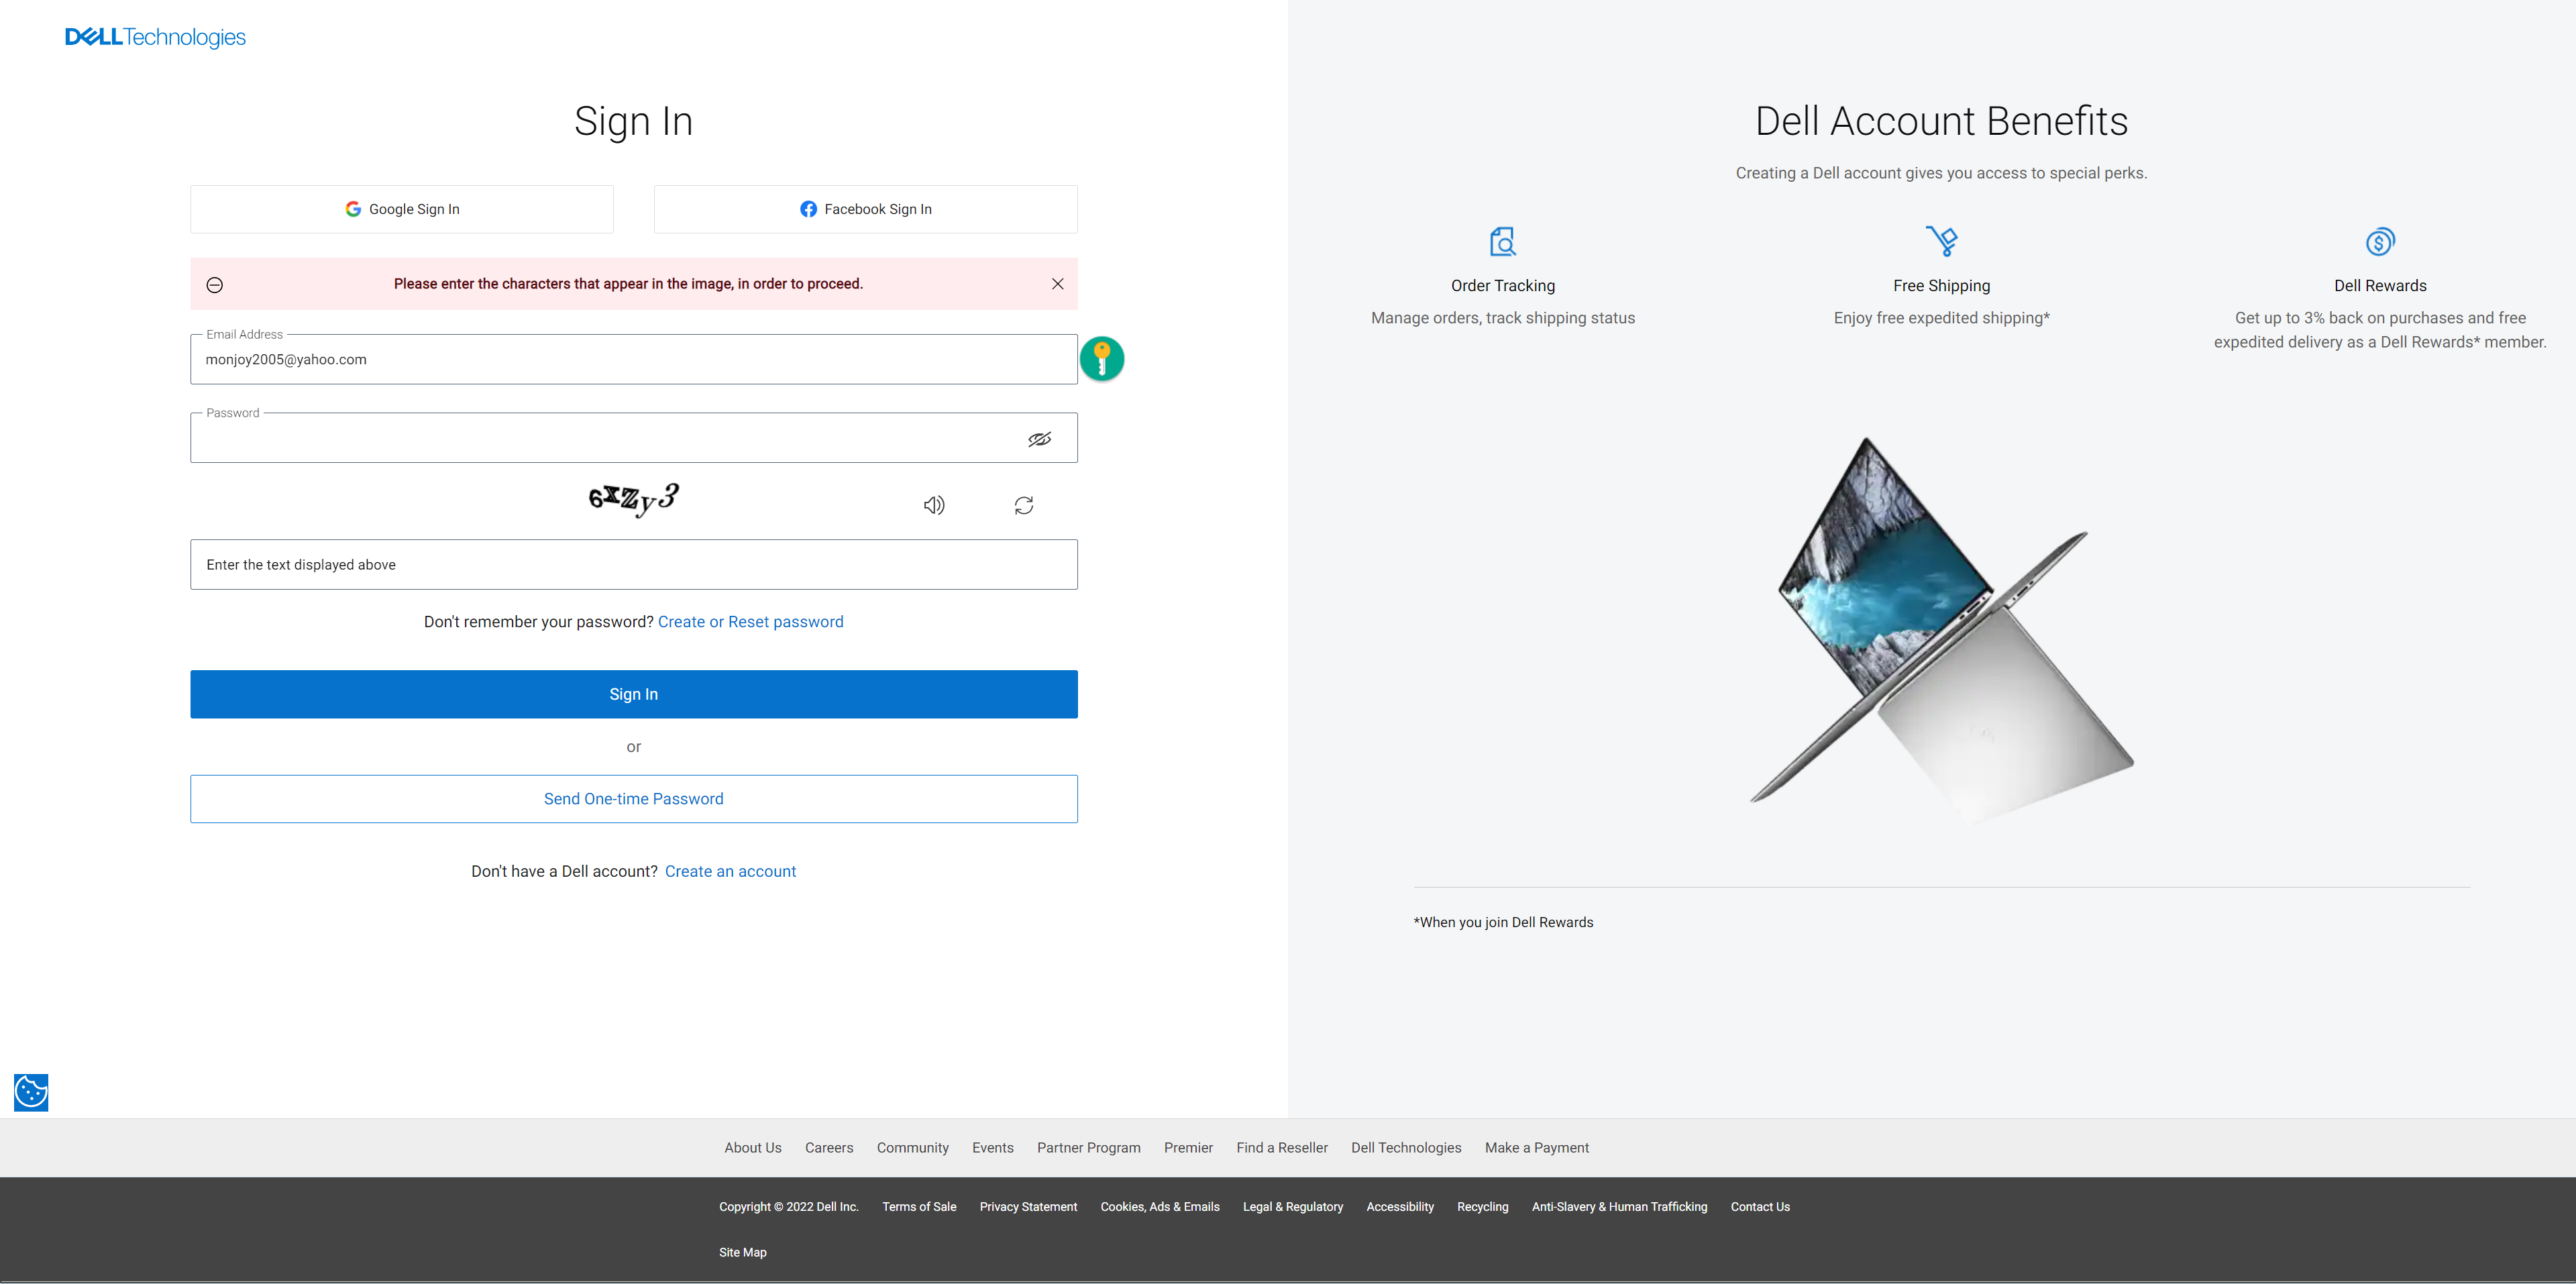 DELL Technologies
Sign In
Google Sign In
Facebook Sign In
Please enter the characters that appear in the image, in order to proceed.
Email Address
monjoy2005@yahoo.com
Password
6xzy3
Enter the text displayed above
Don't remember your password? Create or Reset password
Sign In
or
Send One-time Password
Don't have a Dell account? Create an account
Dell Account Benefits
Creating a Dell account gives you access to special perks.
Order Tracking
Manage orders, track shipping status
Free Shipping
Enjoy free expedited shipping*
Dell Rewards
Get up to 3% back on purchases and free
expedited delivery as a Dell Rewards* member.
*When you join Dell Rewards
About Us Careers Community Events Partner Program Premier Find a Reseller Dell Technologies Make a Payment
Copyright © 2022 Dell Inc. Terms of Sale Privacy Statement Cookies, Ads & Emails Legal & Regulatory Accessibility Recycling Anti-Slavery & Human Trafficking Contact Us
Site Map